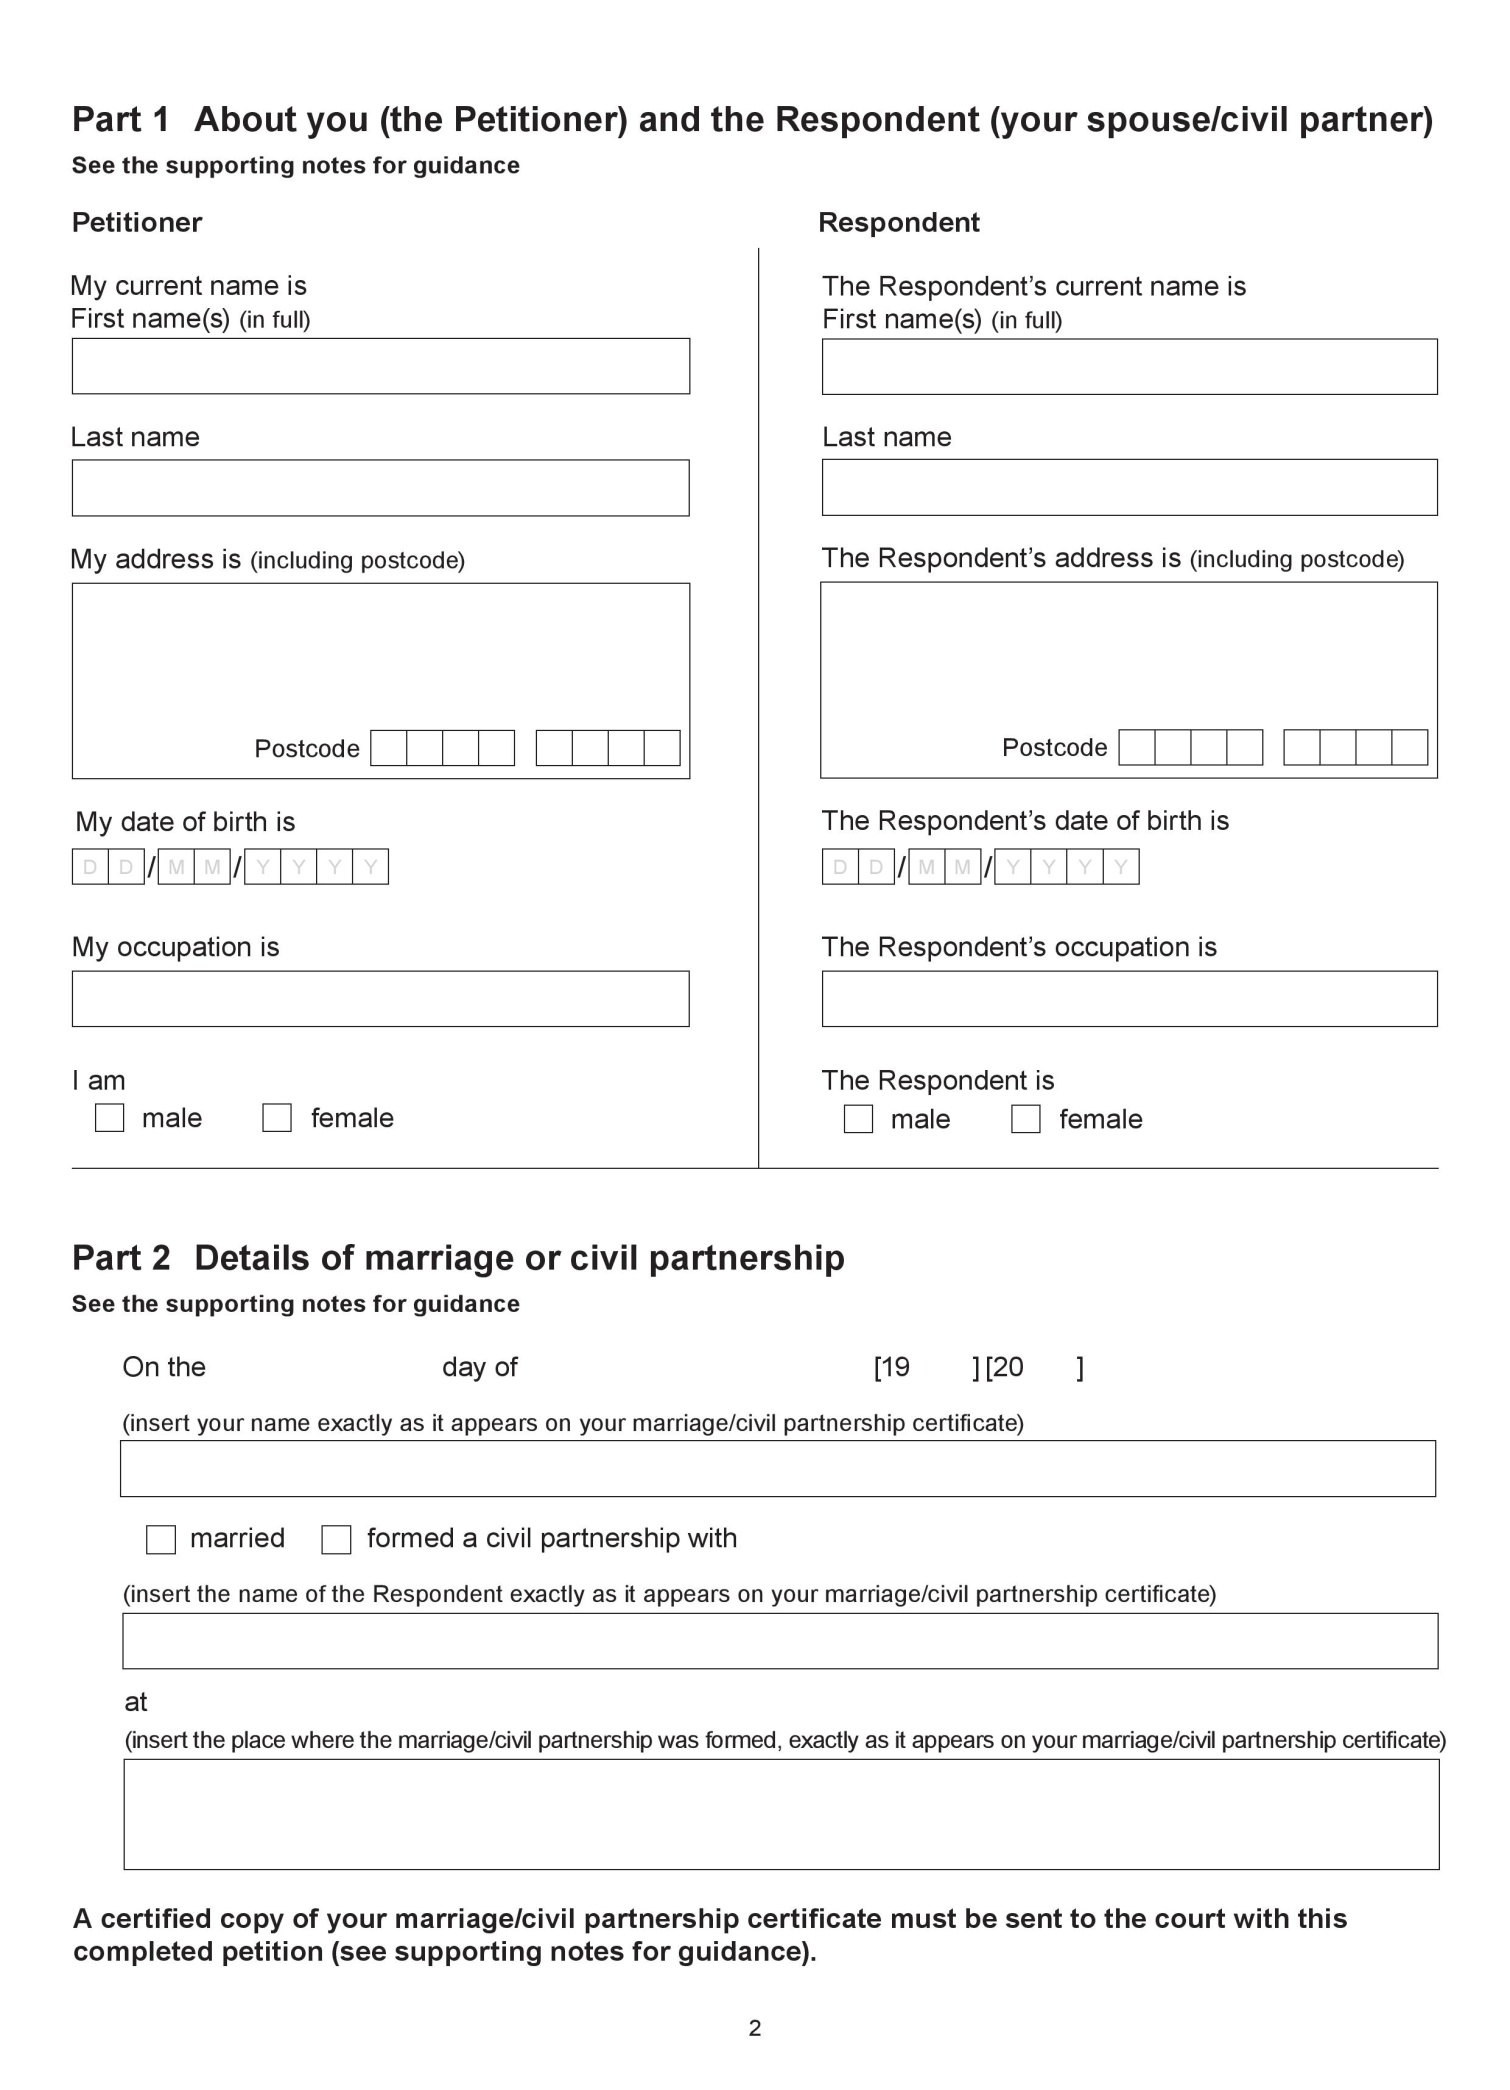 Part 1 About you (the Petitioner) and the Respondent (your spouse/civil partner)
See the supporting notes for guidance
Petitioner
My current name is
First name(s) (in full)
Last name
My address is (including postcode)
Postcode
My date of birth is
D D / M M / Y Y Y Y
My occupation is
I am
male female
Respondent
The Respondent's current name is
First name(s) (in full)
Last name
The Respondent's address is (including postcode)
Postcode
The Respondent's date of birth is
D D / M M / Y Y Y Y
The Respondent's occupation is
The Respondent is
male female
Part 2 Details of marriage or civil partnership
See the supporting notes for guidance
On the day of [19 ] [20 ]
(insert your name exactly as it appears on your marriage/civil partnership certificate)
married formed a civil partnership with
(insert the name of the Respondent exactly as it appears on your marriage/civil partnership certificate)
at
(insert the place where the marriage/civil partnership was formed, exactly as it appears on your marriage/civil partnership certificate)
A certified copy of your marriage/civil partnership certificate must be sent to the court with this
completed petition (see supporting notes for guidance).
2